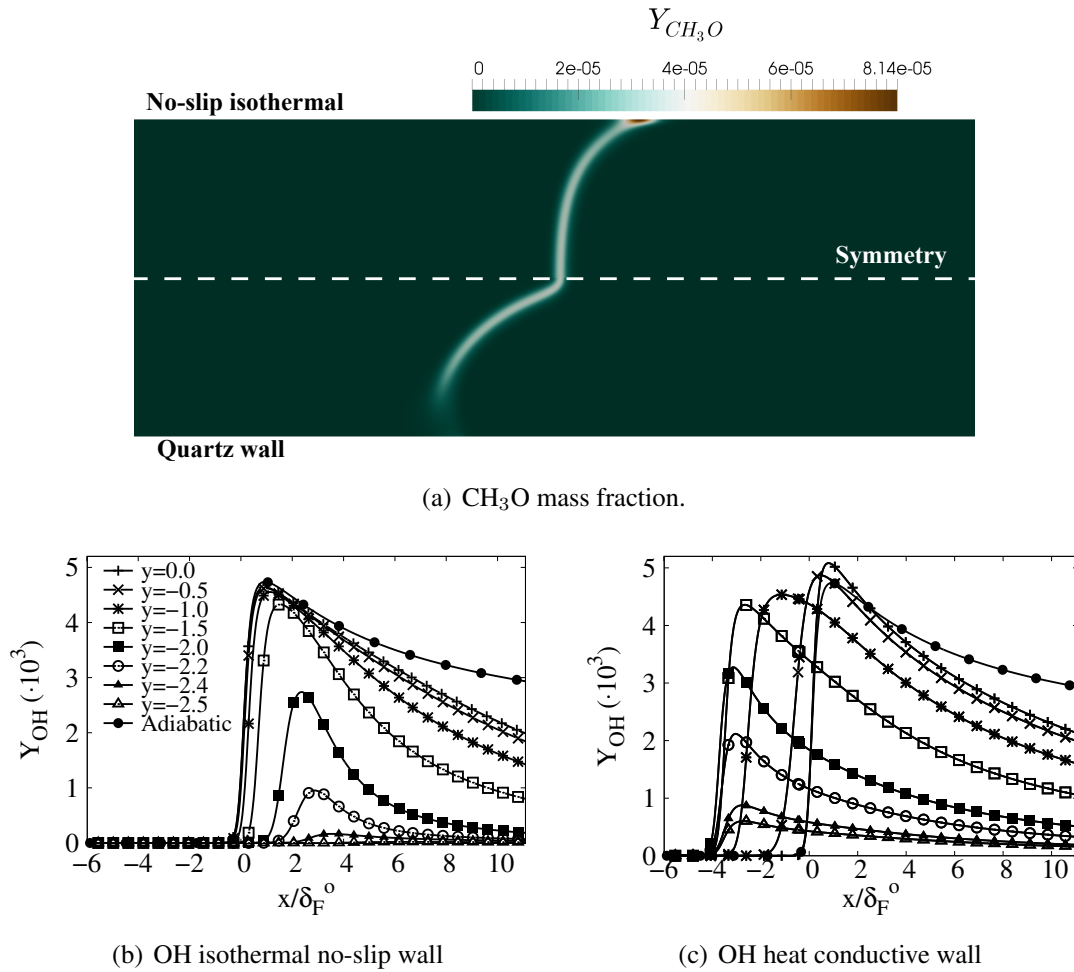 Y_{CH_3O}
0 2e-05 4e-05 6e-05 8.14e-05
No-slip isothermal
Symmetry
Quartz wall
(a) CH₃O mass fraction.
5
4
3
2
1
0
Y_OH (·10³)
y=0.0
y=−0.5
y=−1.0
y=−1.5
y=−2.0
y=−2.2
y=−2.4
y=−2.5
Adiabatic
−6 −4 −2 0 2 4 6 8 10
x/δ_F^o
(b) OH isothermal no-slip wall
5
4
3
2
1
0
Y_OH (·10³)
−6 −4 −2 0 2 4 6 8 10
x/δ_F^o
(c) OH heat conductive wall